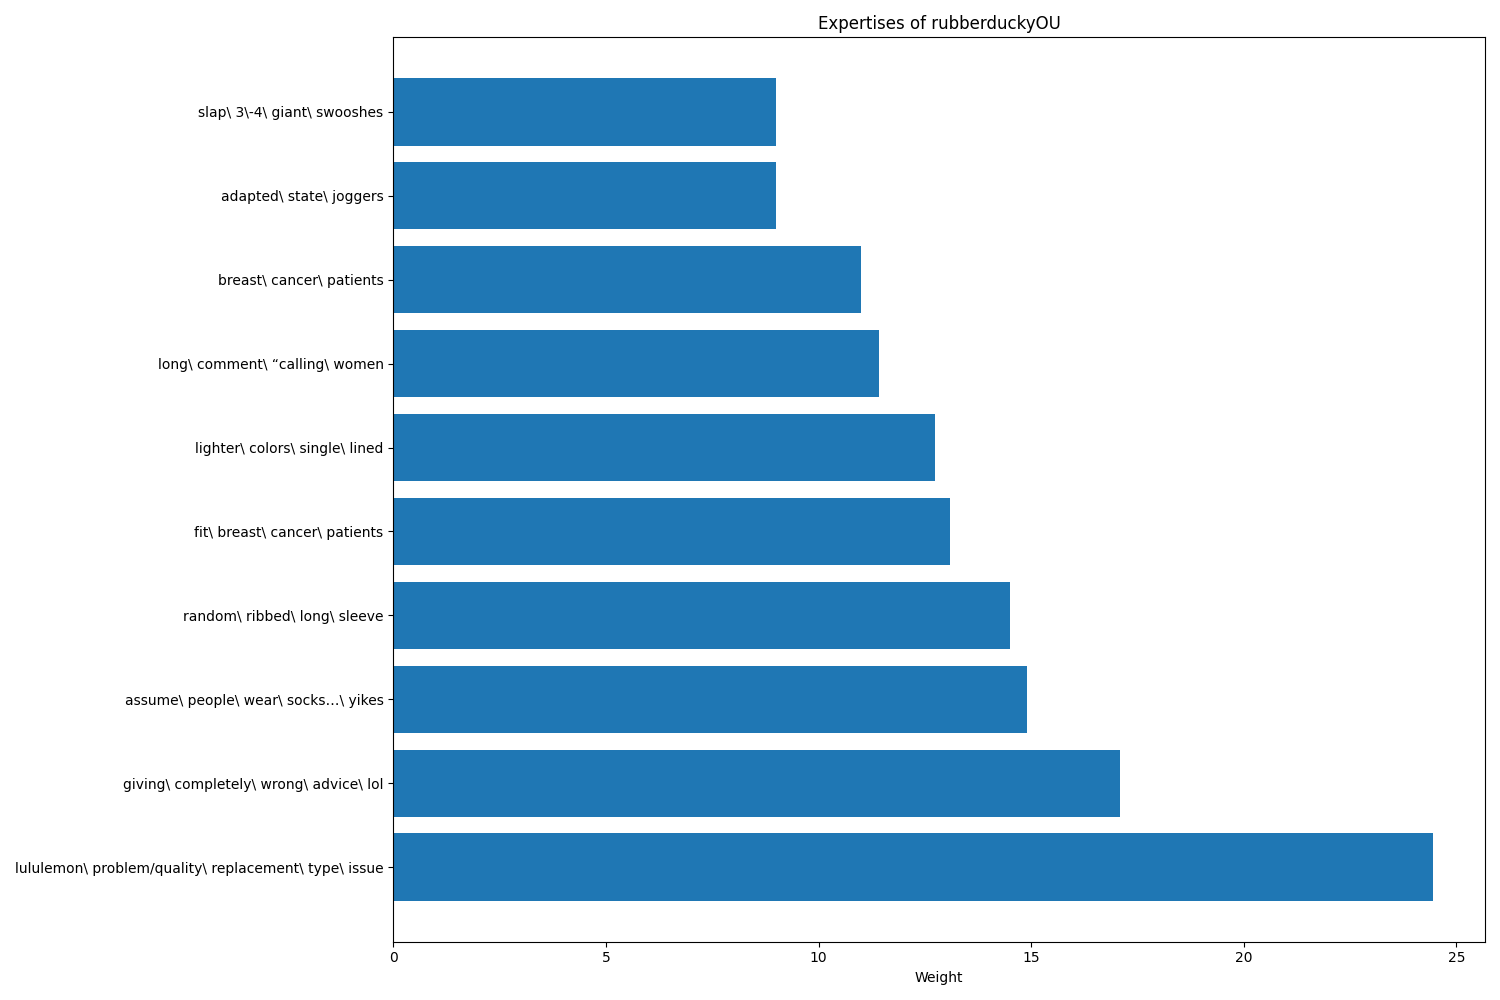 Expertises of rubberduckyOU
slap\ 3\-4\ giant\ swooshes
adapted\ state\ joggers
breast\ cancer\ patients
long\ comment\ “calling\ women
lighter\ colors\ single\ lined
fit\ breast\ cancer\ patients
random\ ribbed\ long\ sleeve
assume\ people\ wear\ socks…\ yikes
giving\ completely\ wrong\ advice\ lol
lululemon\ problem/quality\ replacement\ type\ issue
0 5 10 15 20 25
Weight